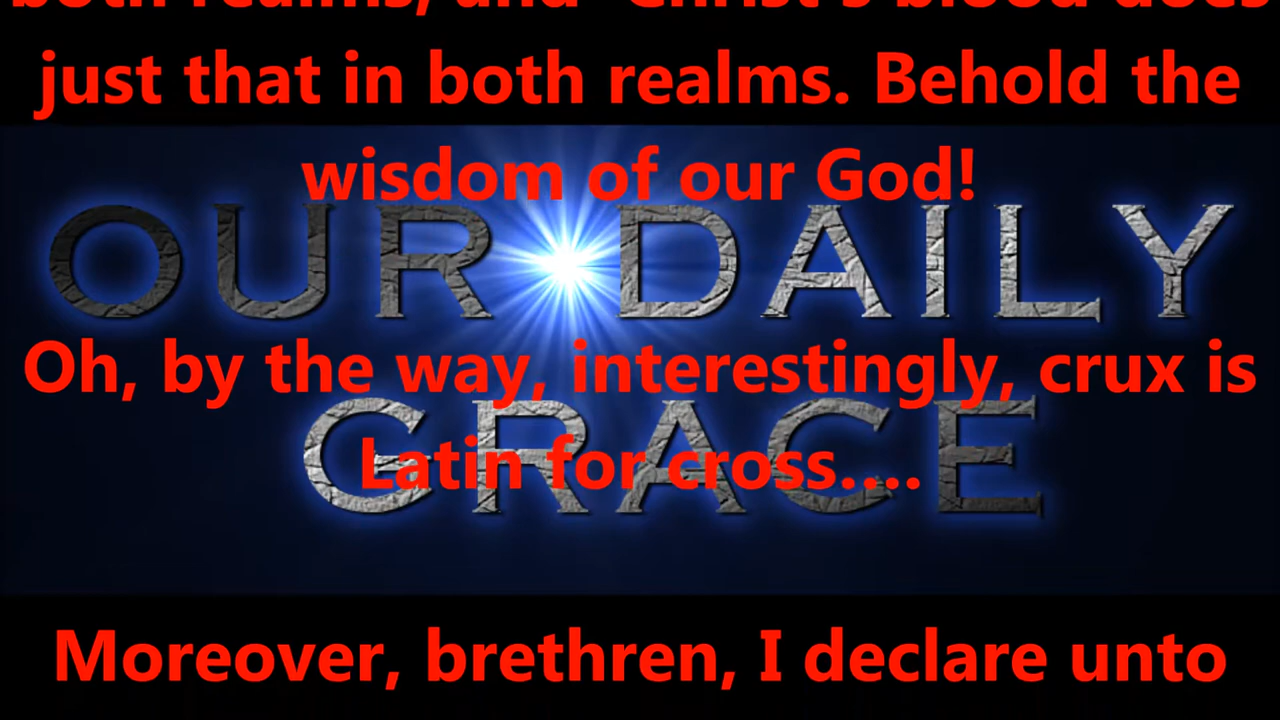 both realms, and "Christ's blood does
just that in both realms. Behold the
wisdom of our God!
OUR DAILY
Oh, by the way, interestingly, crux is
GRACE
Latin for cross....
Moreover, brethren, I declare unto